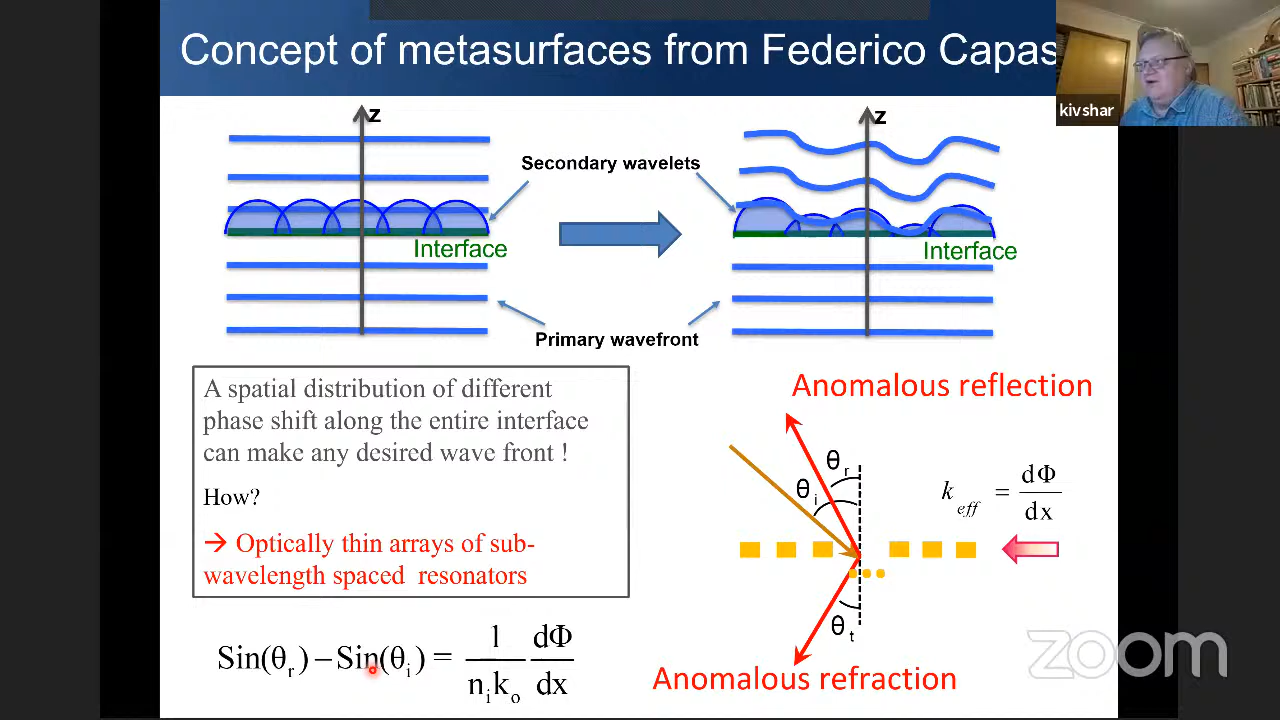 Concept of metasurfaces from Federico Capas
kivshar
z
z
Secondary wavelets
Interface
Interface
Primary wavefront
A spatial distribution of different
phase shift along the entire interface
can make any desired wave front !
How?
→ Optically thin arrays of sub-
wavelength spaced resonators
Sin(θr) – Sin(θi) = 1/(niko) dΦ/dx
Anomalous reflection
θr
θi
keff = dΦ/dx
θt
Anomalous refraction
zoom